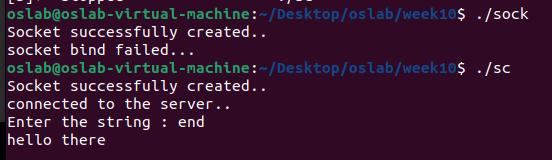 oslab@oslab-virtual-machine:~/Desktop/oslab/week10$ ./sock
Socket successfully created..
socket bind failed...
oslab@oslab-virtual-machine:~/Desktop/oslab/week10$ ./sc
Socket successfully created..
connected to the server..
Enter the string : end
hello there